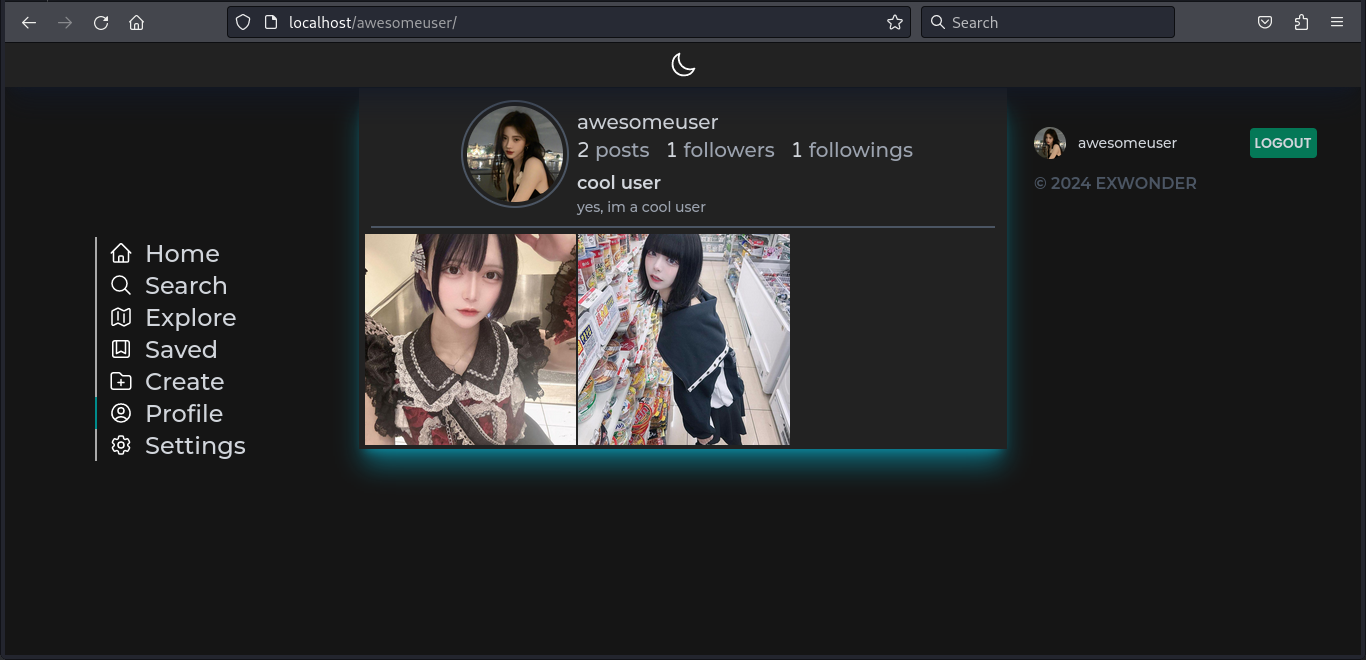 localhost/awesomeuser/
Search
awesomeuser
2 posts 1 followers 1 followings
cool user
yes, im a cool user
Home
Search
Explore
Saved
Create
Profile
Settings
awesomeuser
LOGOUT
© 2024 EXWONDER